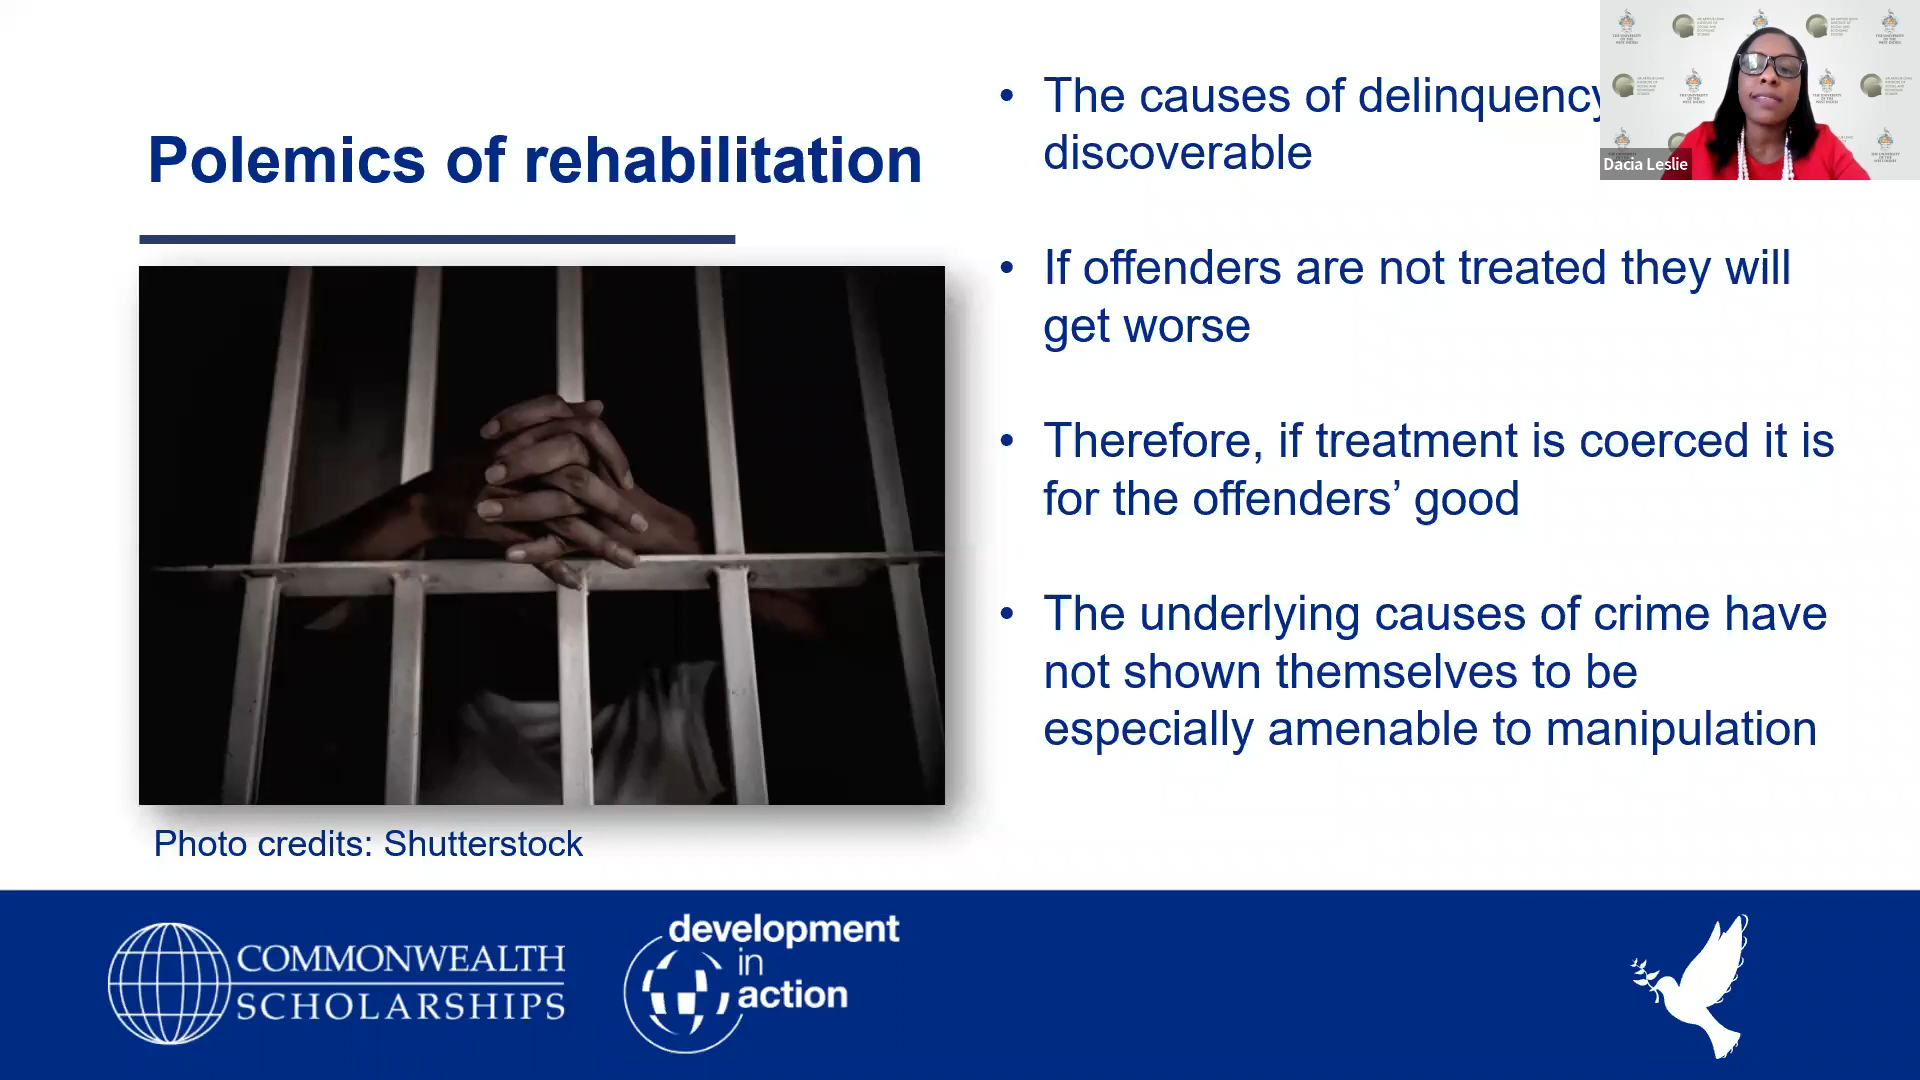 Polemics of rehabilitation
• The causes of delinquency
discoverable
• If offenders are not treated they will
get worse
• Therefore, if treatment is coerced it is
for the offenders’ good
• The underlying causes of crime have
not shown themselves to be
especially amenable to manipulation
Dacia Leslie
Photo credits: Shutterstock
COMMONWEALTH
SCHOLARSHIPS
development
in
action